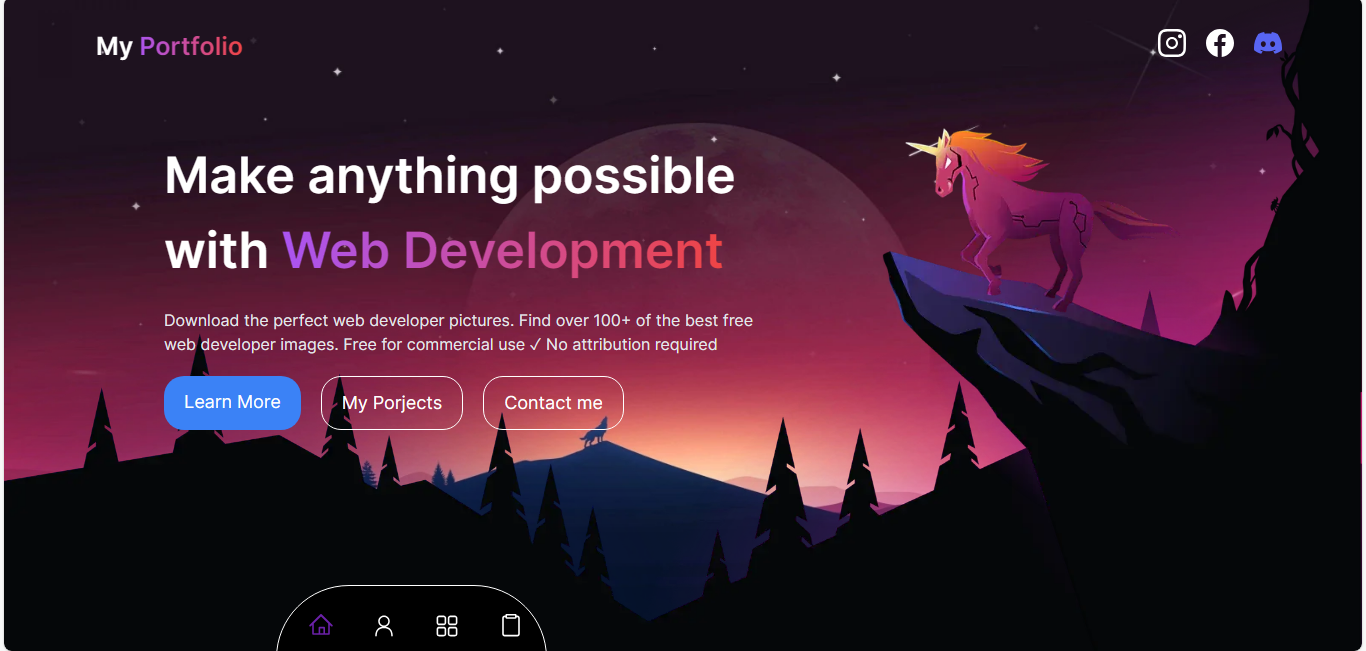 My Portfolio
Make anything possible
with Web Development
Download the perfect web developer pictures. Find over 100+ of the best free
web developer images. Free for commercial use ✓ No attribution required
Learn More
My Porjects
Contact me